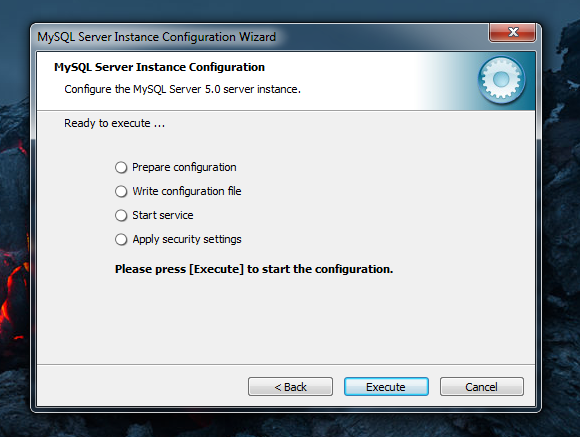 MySQL Server Instance Configuration Wizard
MySQL Server Instance Configuration
Configure the MySQL Server 5.0 server instance.
Ready to execute ...
Prepare configuration
Write configuration file
Start service
Apply security settings
Please press [Execute] to start the configuration.
< Back Execute Cancel